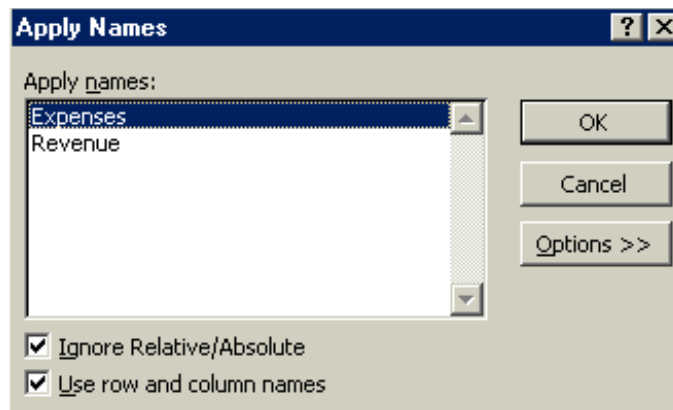 Apply Names
Apply names:
Expenses
Revenue
OK
Cancel
Options >>
Ignore Relative/Absolute
Use row and column names